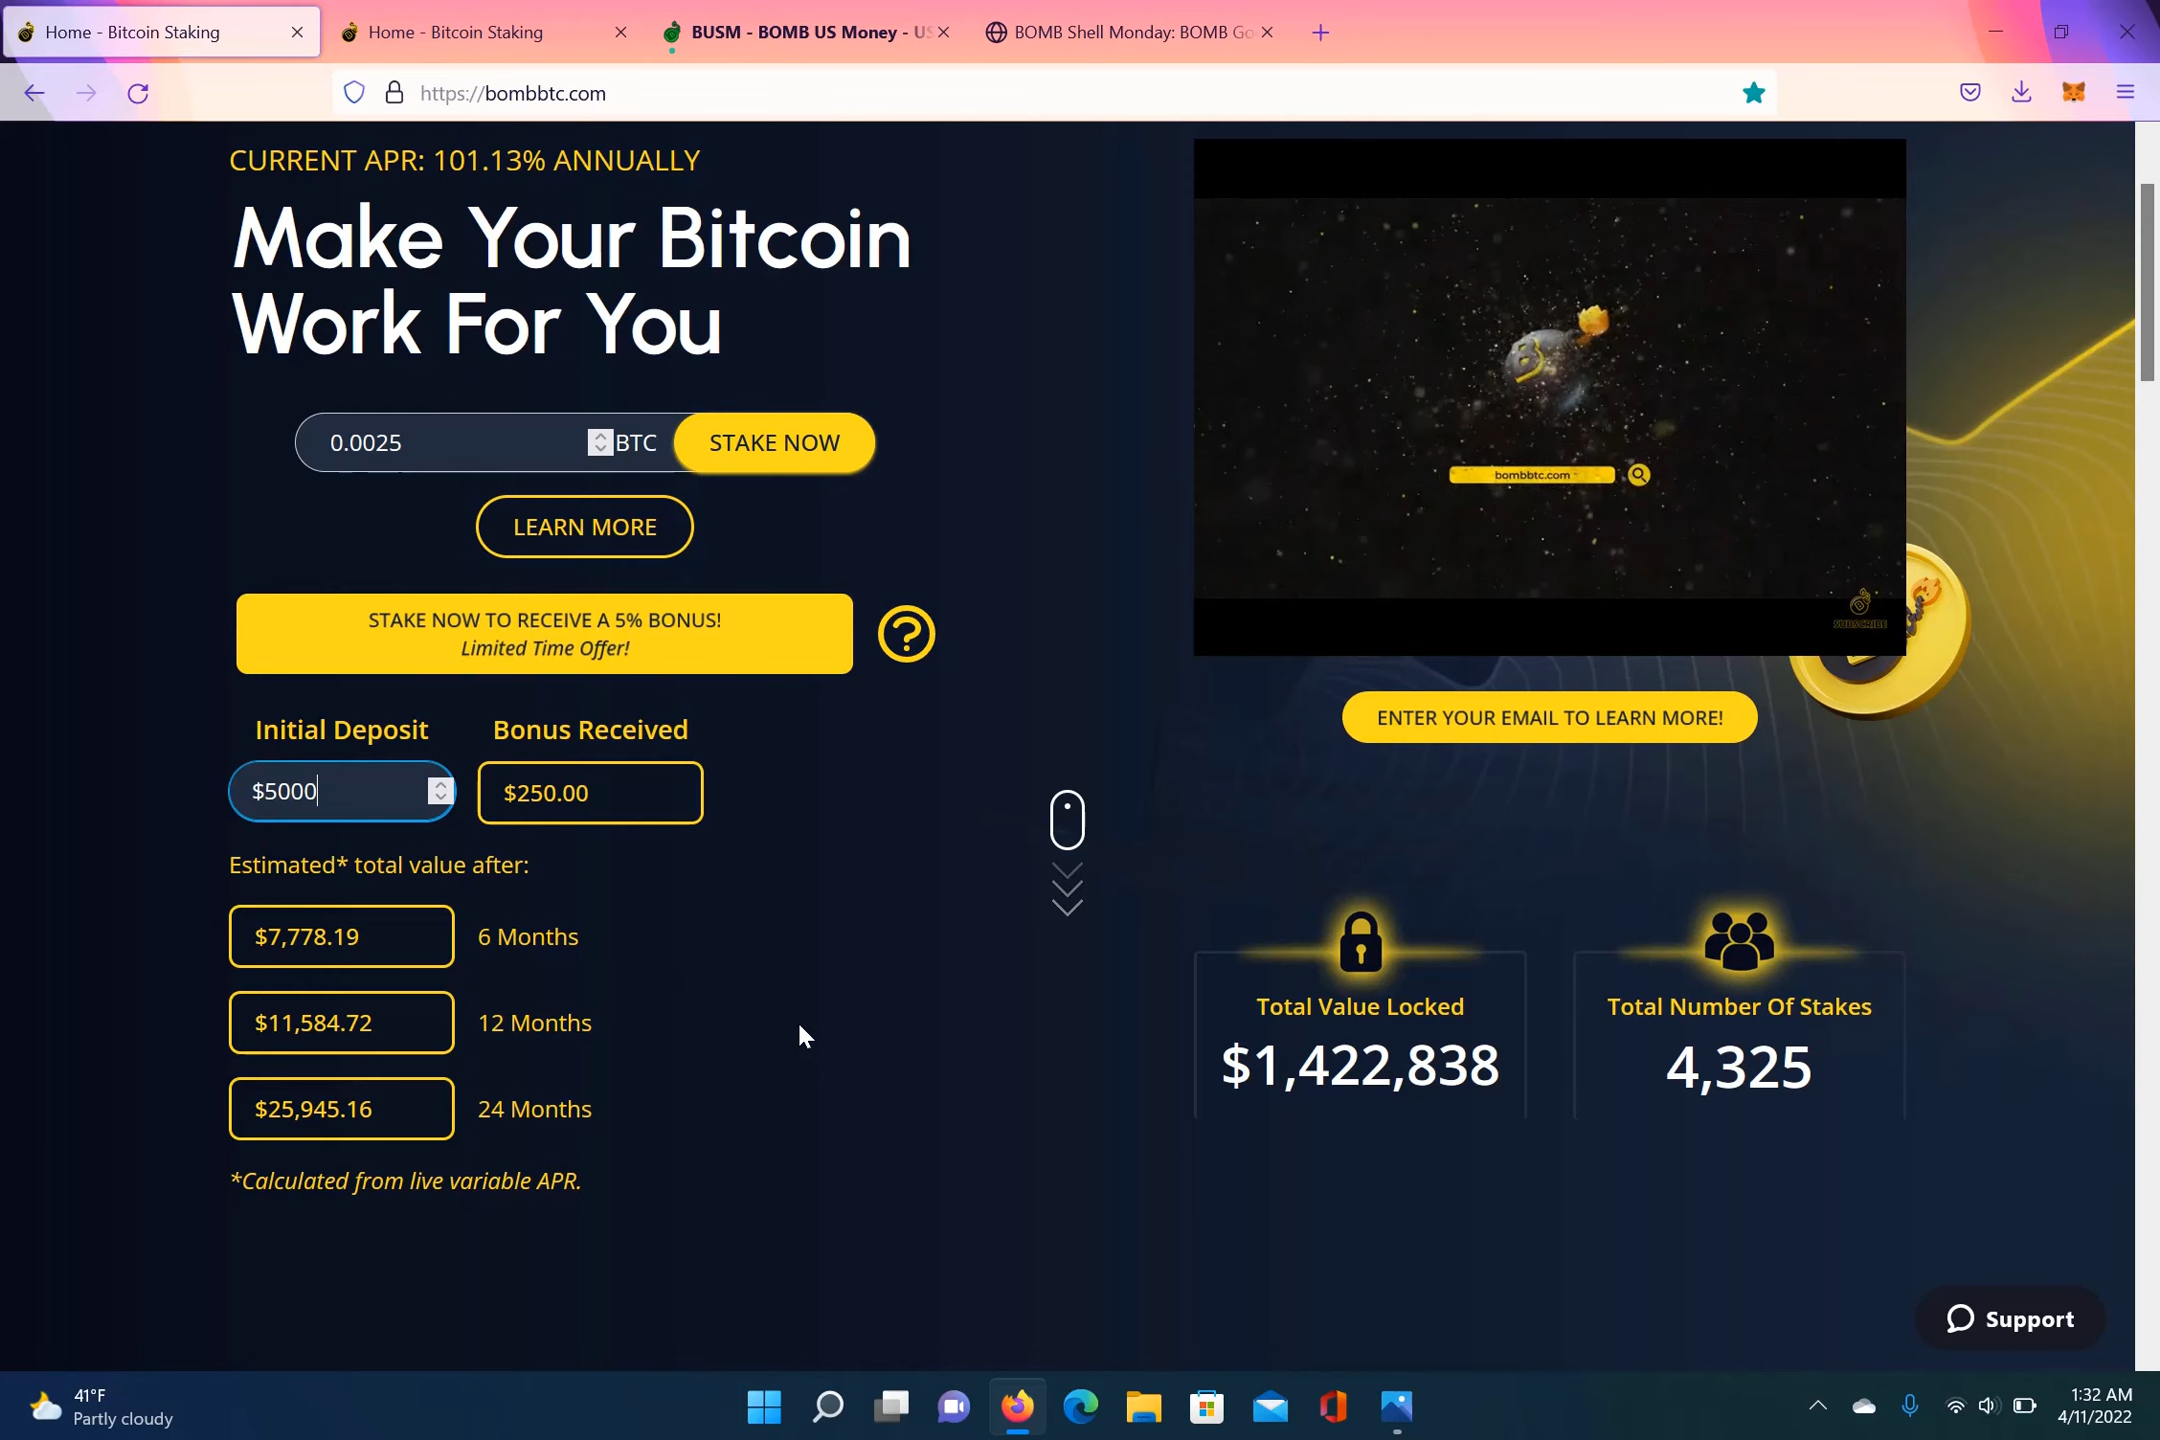 Home - Bitcoin Staking
Home - Bitcoin Staking
BUSM - BOMB US Money - US
BOMB Shell Monday: BOMB Go
https://bombbtc.com
CURRENT APR: 101.13% ANNUALLY
Make Your Bitcoin
Work For You
0.0025 BTC STAKE NOW
LEARN MORE
STAKE NOW TO RECEIVE A 5% BONUS!
Limited Time Offer!
Initial Deposit Bonus Received
$5000 $250.00
Estimated* total value after:
$7,778.19 6 Months
$11,584.72 12 Months
$25,945.16 24 Months
*Calculated from live variable APR.
bombbtc.com
SUBSCRIBE
ENTER YOUR EMAIL TO LEARN MORE!
Total Value Locked
$1,422,838
Total Number Of Stakes
4,325
Support
41°F
Partly cloudy
1:32 AM
4/11/2022